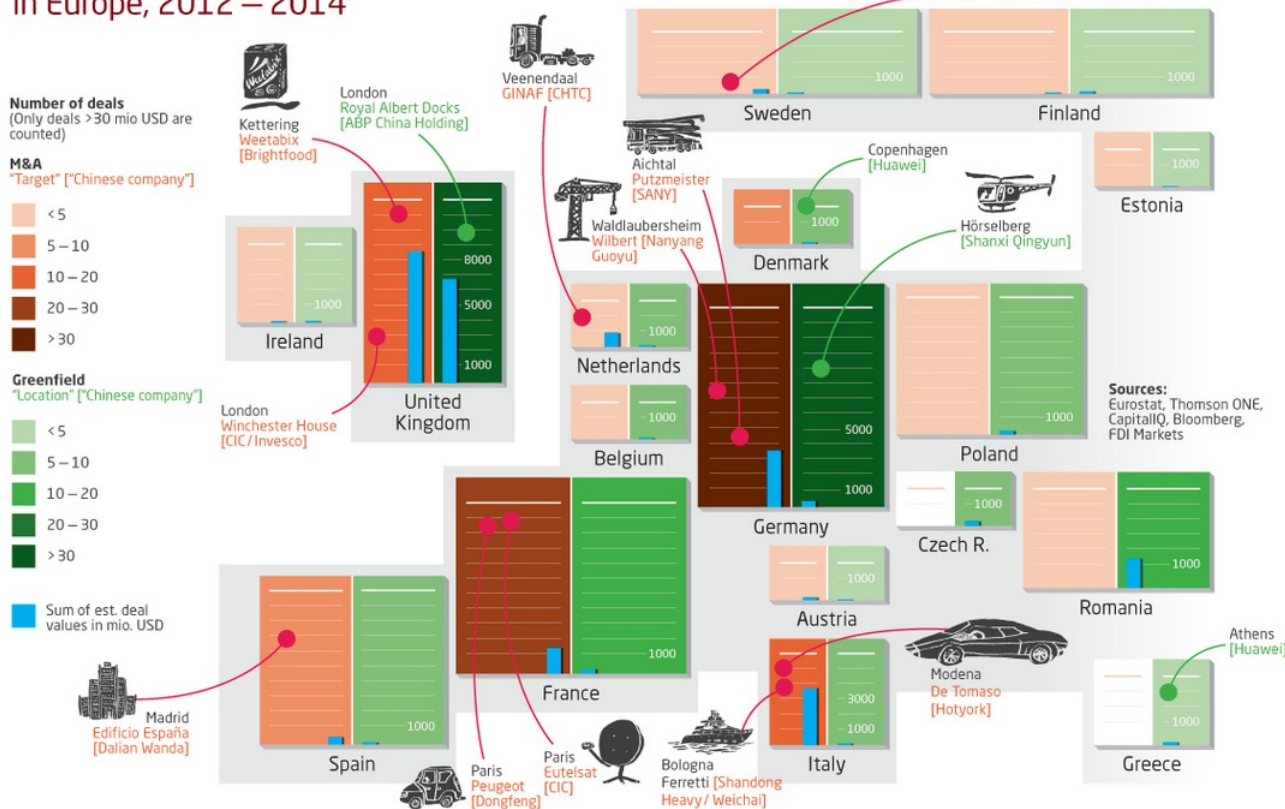 in Europe, 2012 – 2014
Number of deals
(Only deals >30 mio USD are
counted)
M&A
"Target" ["Chinese company"]
<5
5 – 10
10 – 20
20 – 30
>30
Greenfield
"Location" ["Chinese company"]
<5
5 – 10
10 – 20
20 – 30
>30
Sum of est. deal
values in mio. USD
Weetabix
Kettering
Weetabix
[Brightfood]
London
Royal Albert Docks
[ABP China Holding]
Veenendaal
GINAF [CHTC]
1000
Sweden
1000
Finland
Aichtal
Putzmeister
[SANY]
Copenhagen
[Huawei]
1000
Estonia
Waldlaubersheim
Wilbert [Nanyang
Guoyu]
1000
Denmark
Hörselberg
[Shanxi Qingyun]
1000
Ireland
8000
5000
1000
United
Kingdom
London
Winchester House
[CIC / Invesco]
1000
Netherlands
1000
Belgium
5000
1000
Germany
1000
Poland
Sources:
Eurostat, Thomson ONE,
CapitalIQ, Bloomberg,
FDI Markets
1000
Czech R.
1000
Romania
1000
Austria
1000
France
1000
Spain
Madrid
Edificio España
[Dalian Wanda]
Paris
Peugeot
[Dongfeng]
Paris
Eutelsat
[CIC]
Bologna
Ferretti [Shandong
Heavy / Weichai]
3000
1000
Italy
Modena
De Tomaso
[Hotyork]
Athens
[Huawei]
1000
Greece